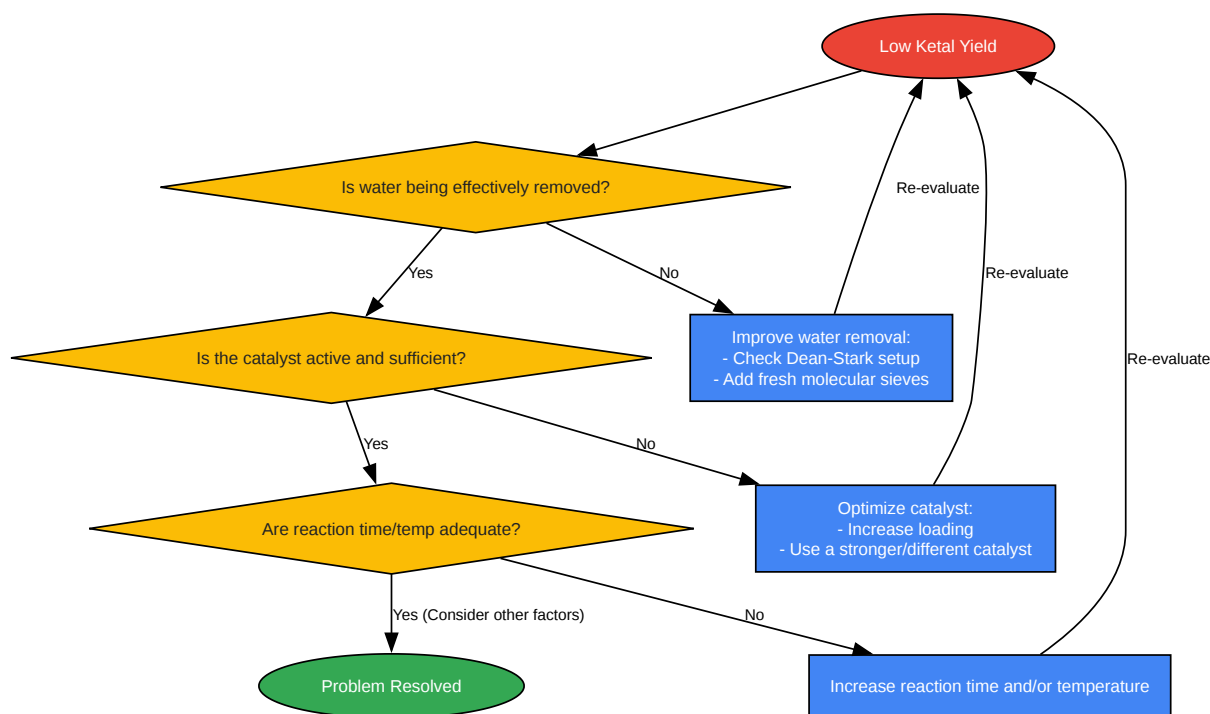 Low Ketal Yield
Is water being effectively removed?
Re-evaluate
Yes
No
Re-evaluate
Improve water removal:
- Check Dean-Stark setup
- Add fresh molecular sieves
Is the catalyst active and sufficient?
Re-evaluate
Yes
No
Optimize catalyst:
- Increase loading
- Use a stronger/different catalyst
Are reaction time/temp adequate?
Yes (Consider other factors)
No
Problem Resolved
Increase reaction time and/or temperature